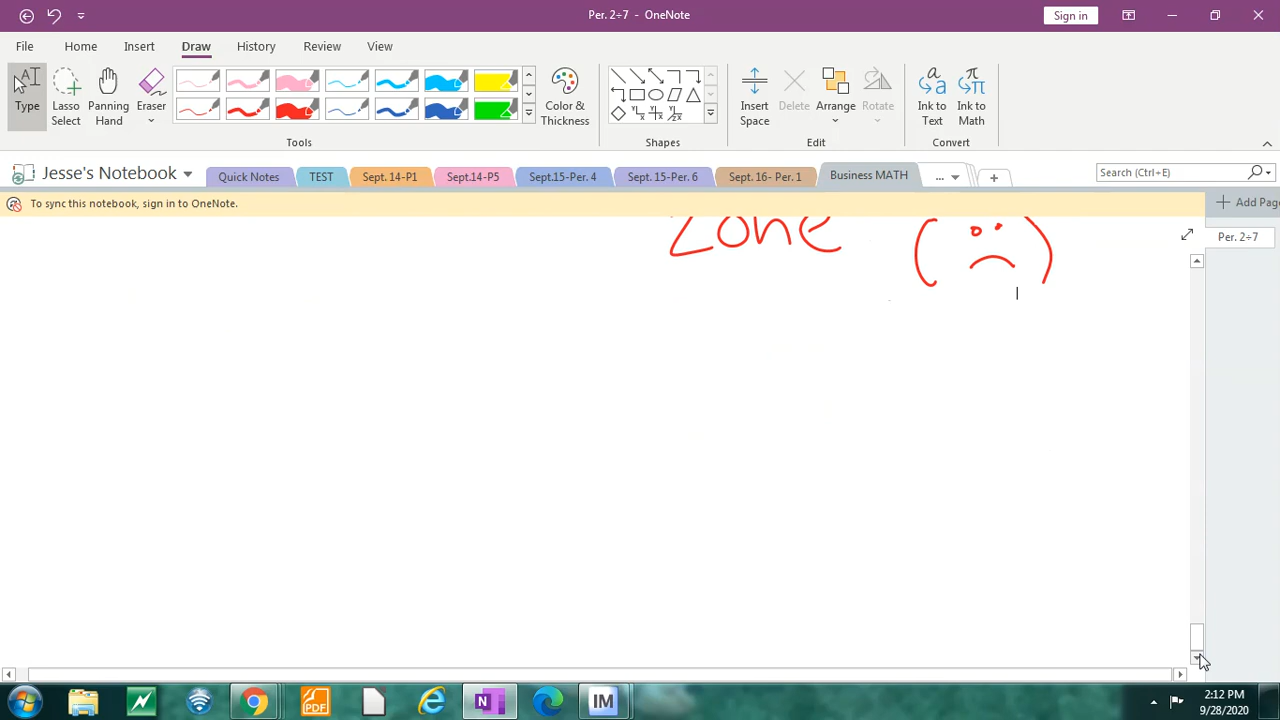 Per. 2÷7 - OneNote
Sign in
File Home Insert Draw History Review View
Type
Lasso Select
Panning Hand
Eraser
Color & Thickness
Insert Space
Delete
Arrange
Rotate
Ink to Text
Ink to Math
Tools
Shapes
Edit
Convert
Jesse's Notebook
Quick Notes
TEST
Sept. 14-P1
Sept.14-P5
Sept.15-Per. 4
Sept. 15-Per. 6
Sept. 16- Per. 1
Business MATH
...
Search (Ctrl+E)
To sync this notebook, sign in to OneNote.
Add Pag
Per. 2÷7
Zone
PDF
N
IM
2:12 PM
9/28/2020